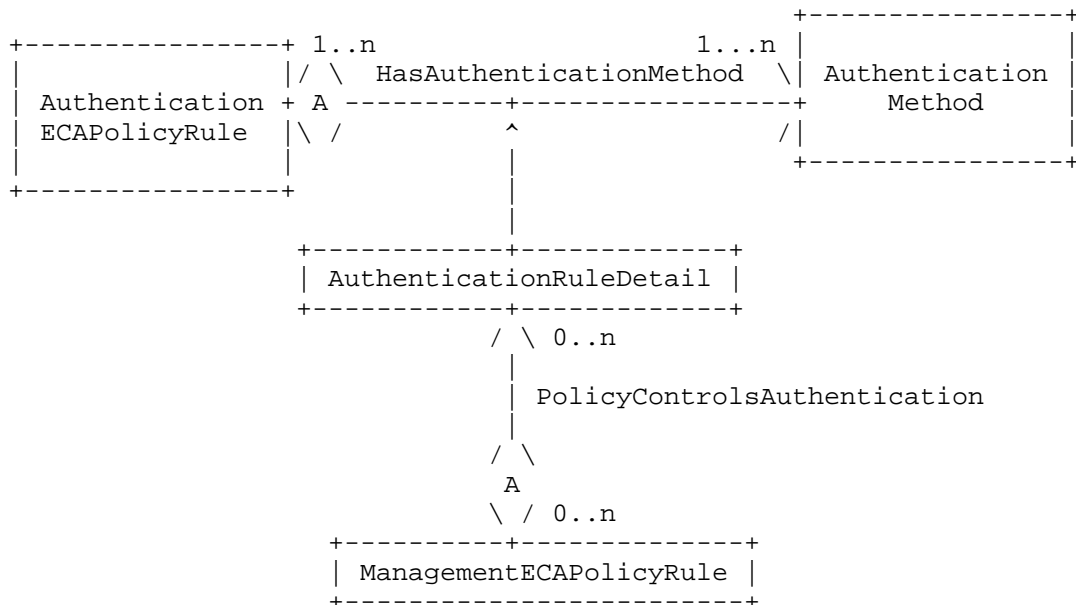 1..n 1...n
HasAuthenticationMethod Authentication
Authentication A Method
ECAPolicyRule
AuthenticationRuleDetail
0..n
PolicyControlsAuthentication
A
0..n
ManagementECAPolicyRule